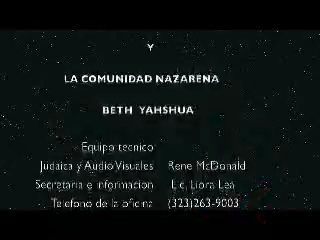 Y
LA COMUNIDAD NAZARENA
BETH YAHSHUA
Equipo tecnico
Judaica y Audio Visuales Rene McDonald
Secretaria e informacion Lic. Liora Lea
Telefono de la oficina (323)263-9003